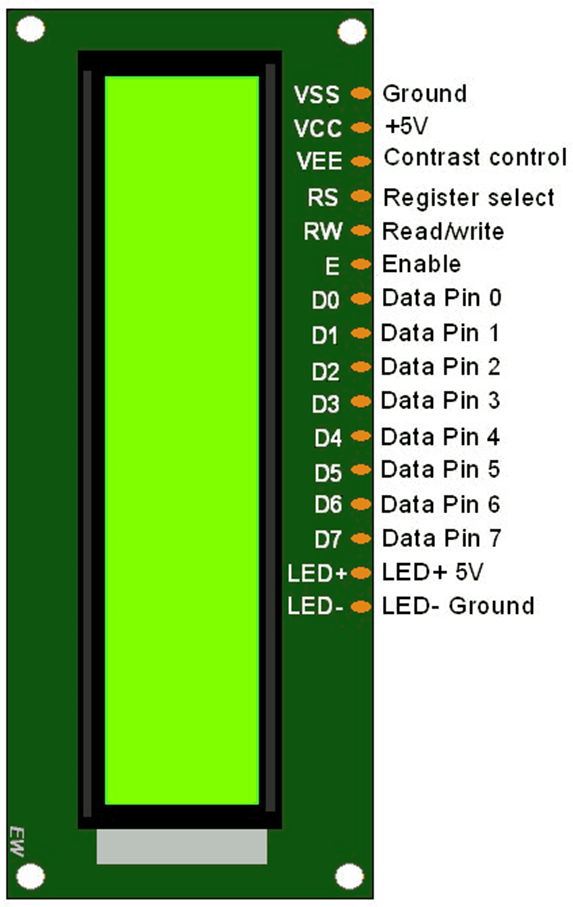 VSS Ground
VCC +5V
VEE Contrast control
RS Register select
RW Read/write
E Enable
D0 Data Pin 0
D1 Data Pin 1
D2 Data Pin 2
D3 Data Pin 3
D4 Data Pin 4
D5 Data Pin 5
D6 Data Pin 6
D7 Data Pin 7
LED+ LED+ 5V
LED- LED- Ground
EW